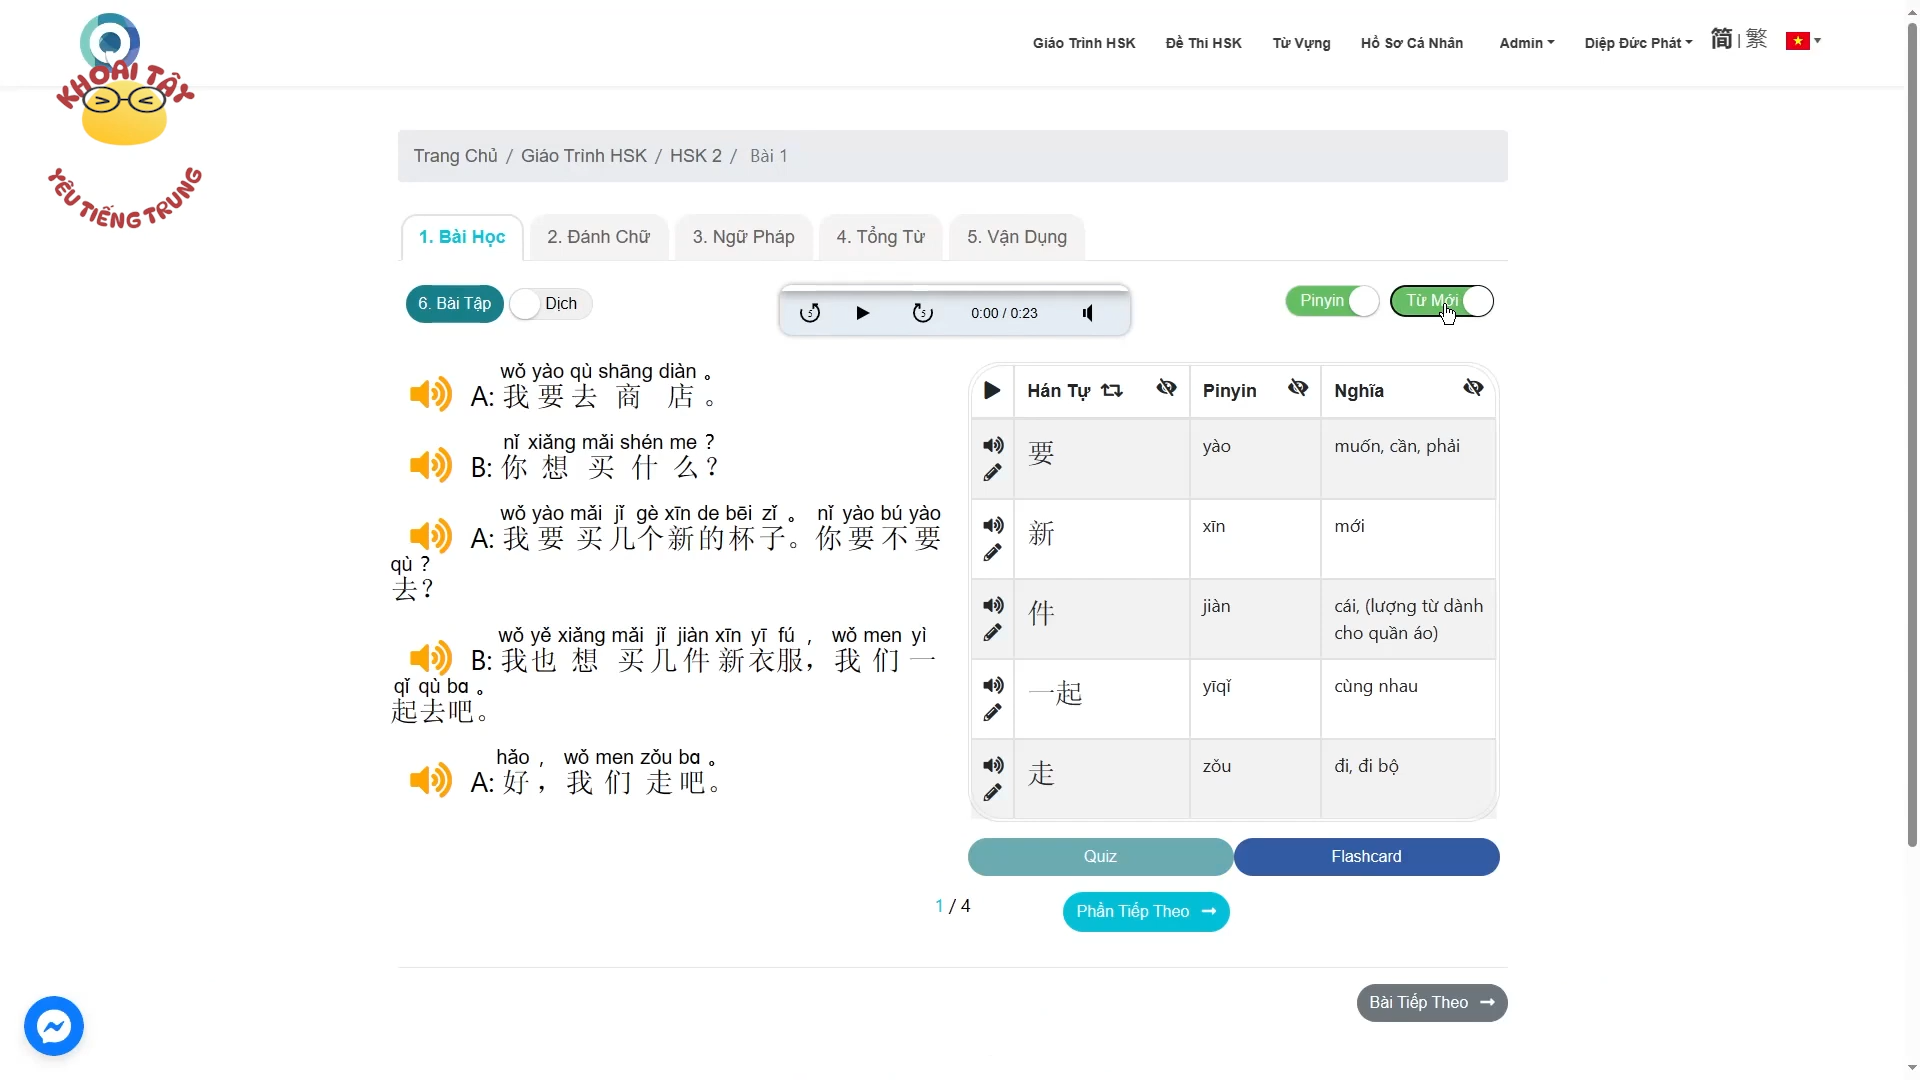 KHOAI TÂY
YÊU TIẾNG TRUNG
Giáo Trình HSK Đề Thi HSK Từ Vựng Hồ Sơ Cá Nhân Admin Diệp Đức Phát 简 | 繁
Trang Chủ / Giáo Trình HSK / HSK 2 / Bài 1
1. Bài Học 2. Đánh Chữ 3. Ngữ Pháp 4. Tổng Từ 5. Vận Dụng
6. Bài Tập Dịch 5 5 0:00 / 0:23 Pinyin Từ Mới
wǒ yào qù shāng diàn 。
A: 我要去商店。
nǐ xiǎng mǎi shén me ?
B: 你想买什么？
wǒ yào mǎi jǐ gè xīn de bēi zǐ 。 nǐ yào bú yào
A: 我要买几个新的杯子。你要不要
qù ?
去？
wǒ yě xiǎng mǎi jǐ jiàn xīn yī fú , wǒ men yì
B: 我也想买几件新衣服，我们一
qǐ qù bɑ 。
起去吧。
hǎo , wǒ men zǒu bɑ 。
A: 好，我们走吧。
Hán Tự Pinyin Nghĩa
要 yào muốn, cần, phải
新 xīn mới
件 jiàn cái, (lượng từ dành
cho quần áo)
一起 yīqǐ cùng nhau
走 zǒu đi, đi bộ
Quiz Flashcard
1 / 4 Phần Tiếp Theo →
Bài Tiếp Theo →